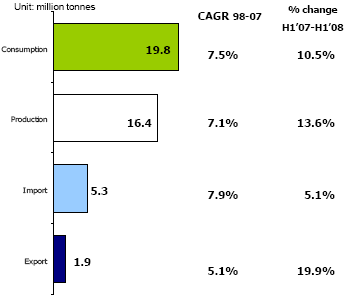 Unit: million tonnes
CAGR 98-07
% change
H1'07-H1'08
Consumption 19.8 7.5% 10.5%
Production 16.4 7.1% 13.6%
Import 5.3 7.9% 5.1%
Export 1.9 5.1% 19.9%